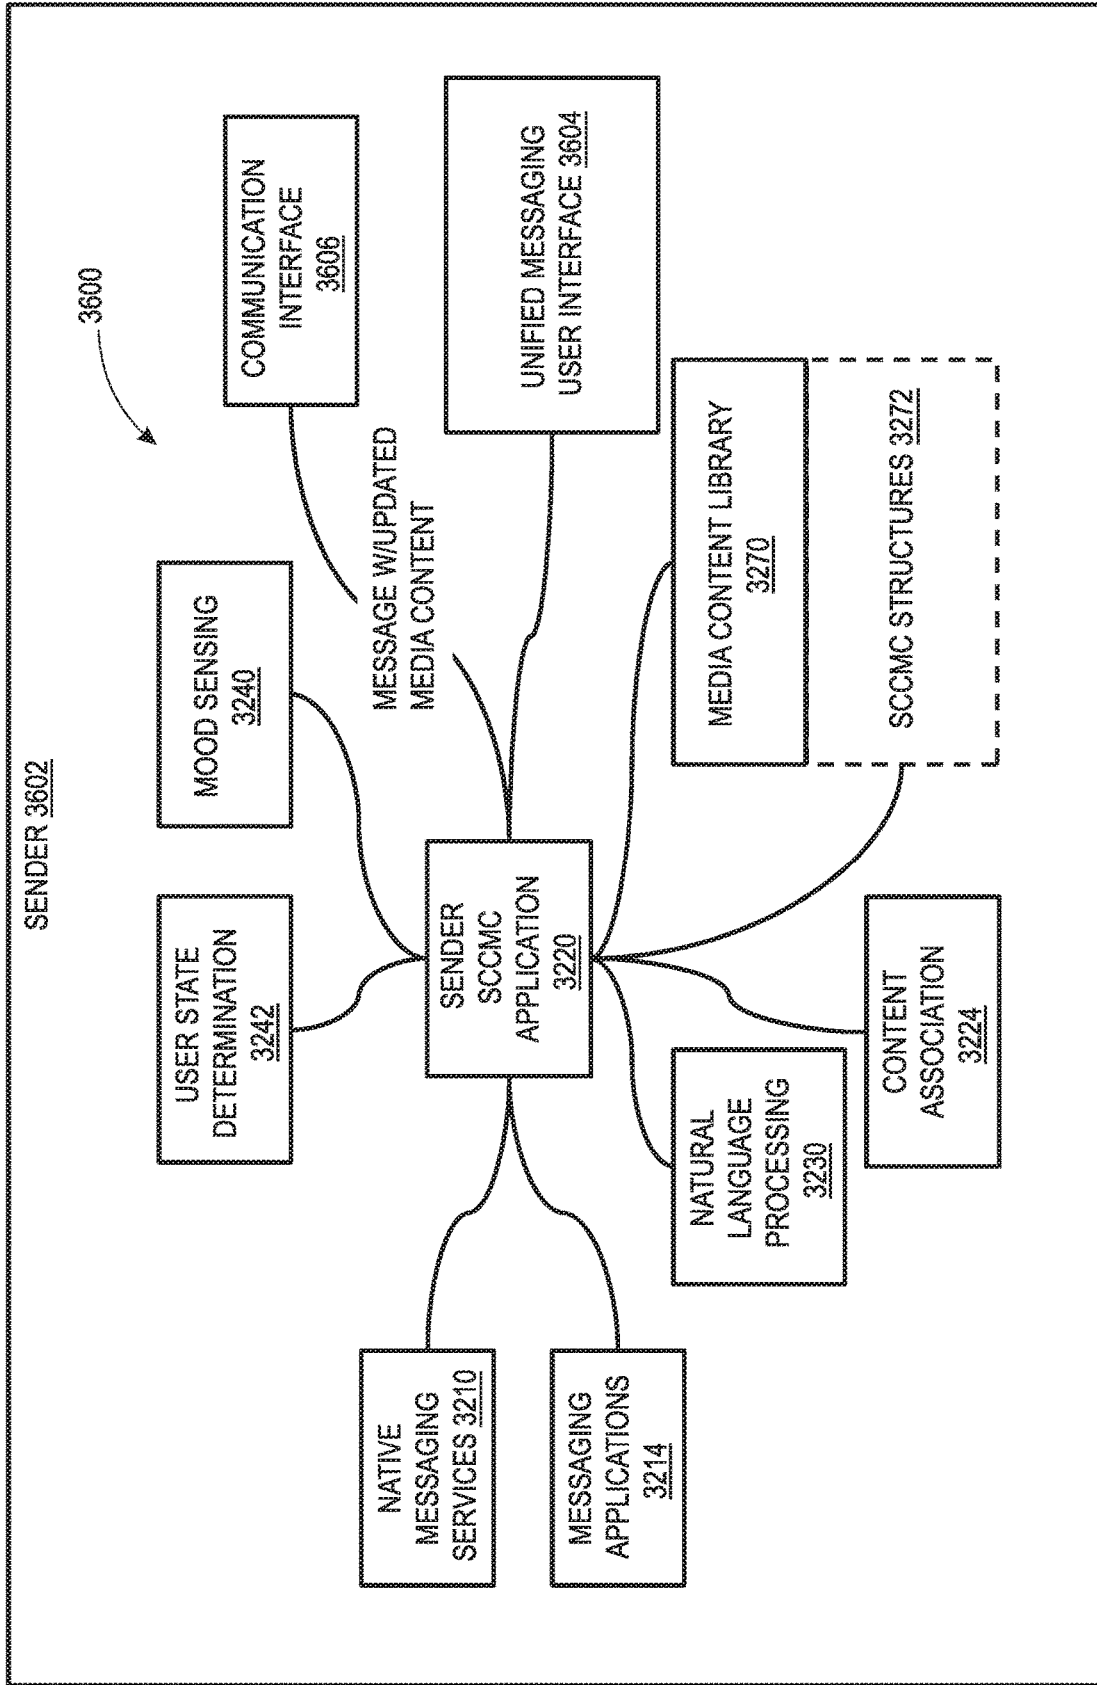 SENDER 3602
3600
USER STATE
DETERMINATION
3242
MOOD SENSING
3240
COMMUNICATION
INTERFACE
3606
MESSAGE W/UPDATED
MEDIA CONTENT
NATIVE
MESSAGING
SERVICES 3210
SENDER
SCCMC
APPLICATION
3220
UNIFIED MESSAGING
USER INTERFACE 3604
MESSAGING
APPLICATIONS
3214
NATURAL
LANGUAGE
PROCESSING
3230
MEDIA CONTENT LIBRARY
3270
CONTENT
ASSOCIATION
3224
SCCMC STRUCTURES 3272